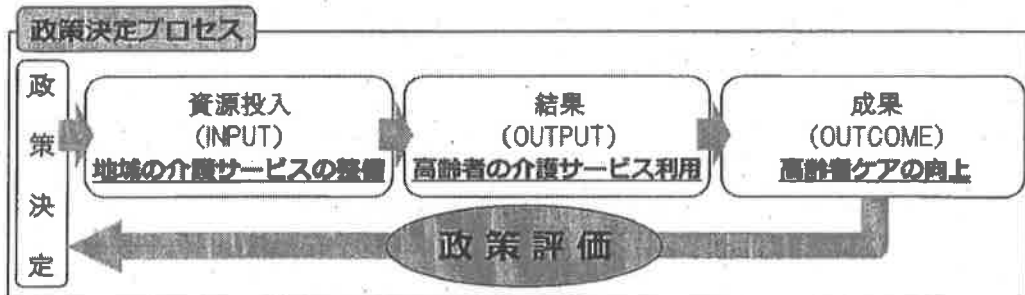 政策決定プロセス
政策決定
資源投入
(INPUT)
地域の介護サービスの整備
結果
(OUTPUT)
高齢者の介護サービス利用
成果
(OUTCOME)
高齢者ケアの向上
政策評価